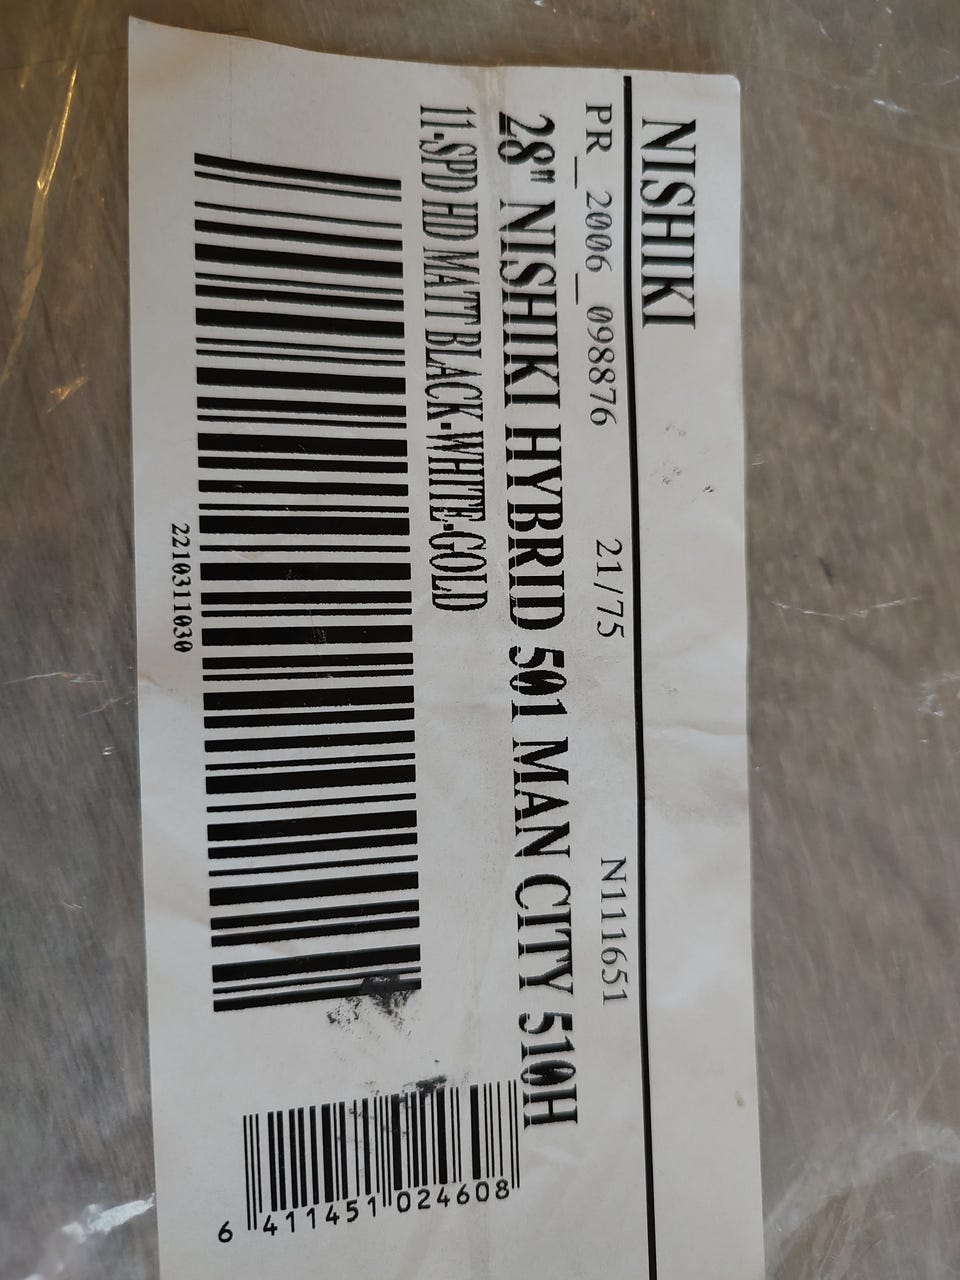 NISHIKI
PR_2006_098876 21/75 N111651
28" NISHIKI HYBRID 501 MAN CITY 510H
11-SPD HD MATT BLACK-WHITE-GOLD
2210311030
6 411451 024608